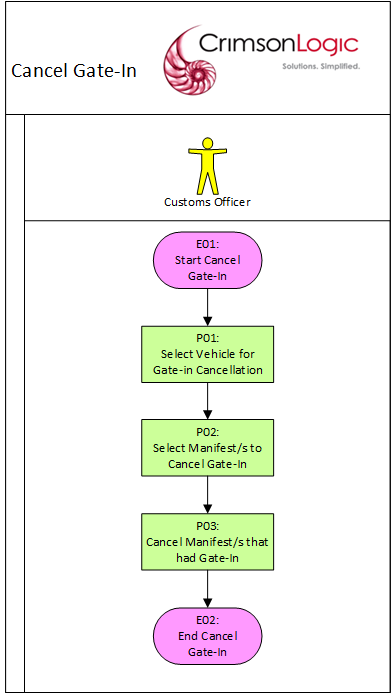 Cancel Gate-In
CrimsonLogic
Solutions. Simplified.
Customs Officer
E01:
Start Cancel
Gate-In
P01:
Select Vehicle for
Gate-in Cancellation
P02:
Select Manifest/s to
Cancel Gate-In
P03:
Cancel Manifest/s that
had Gate-In
E02:
End Cancel
Gate-In